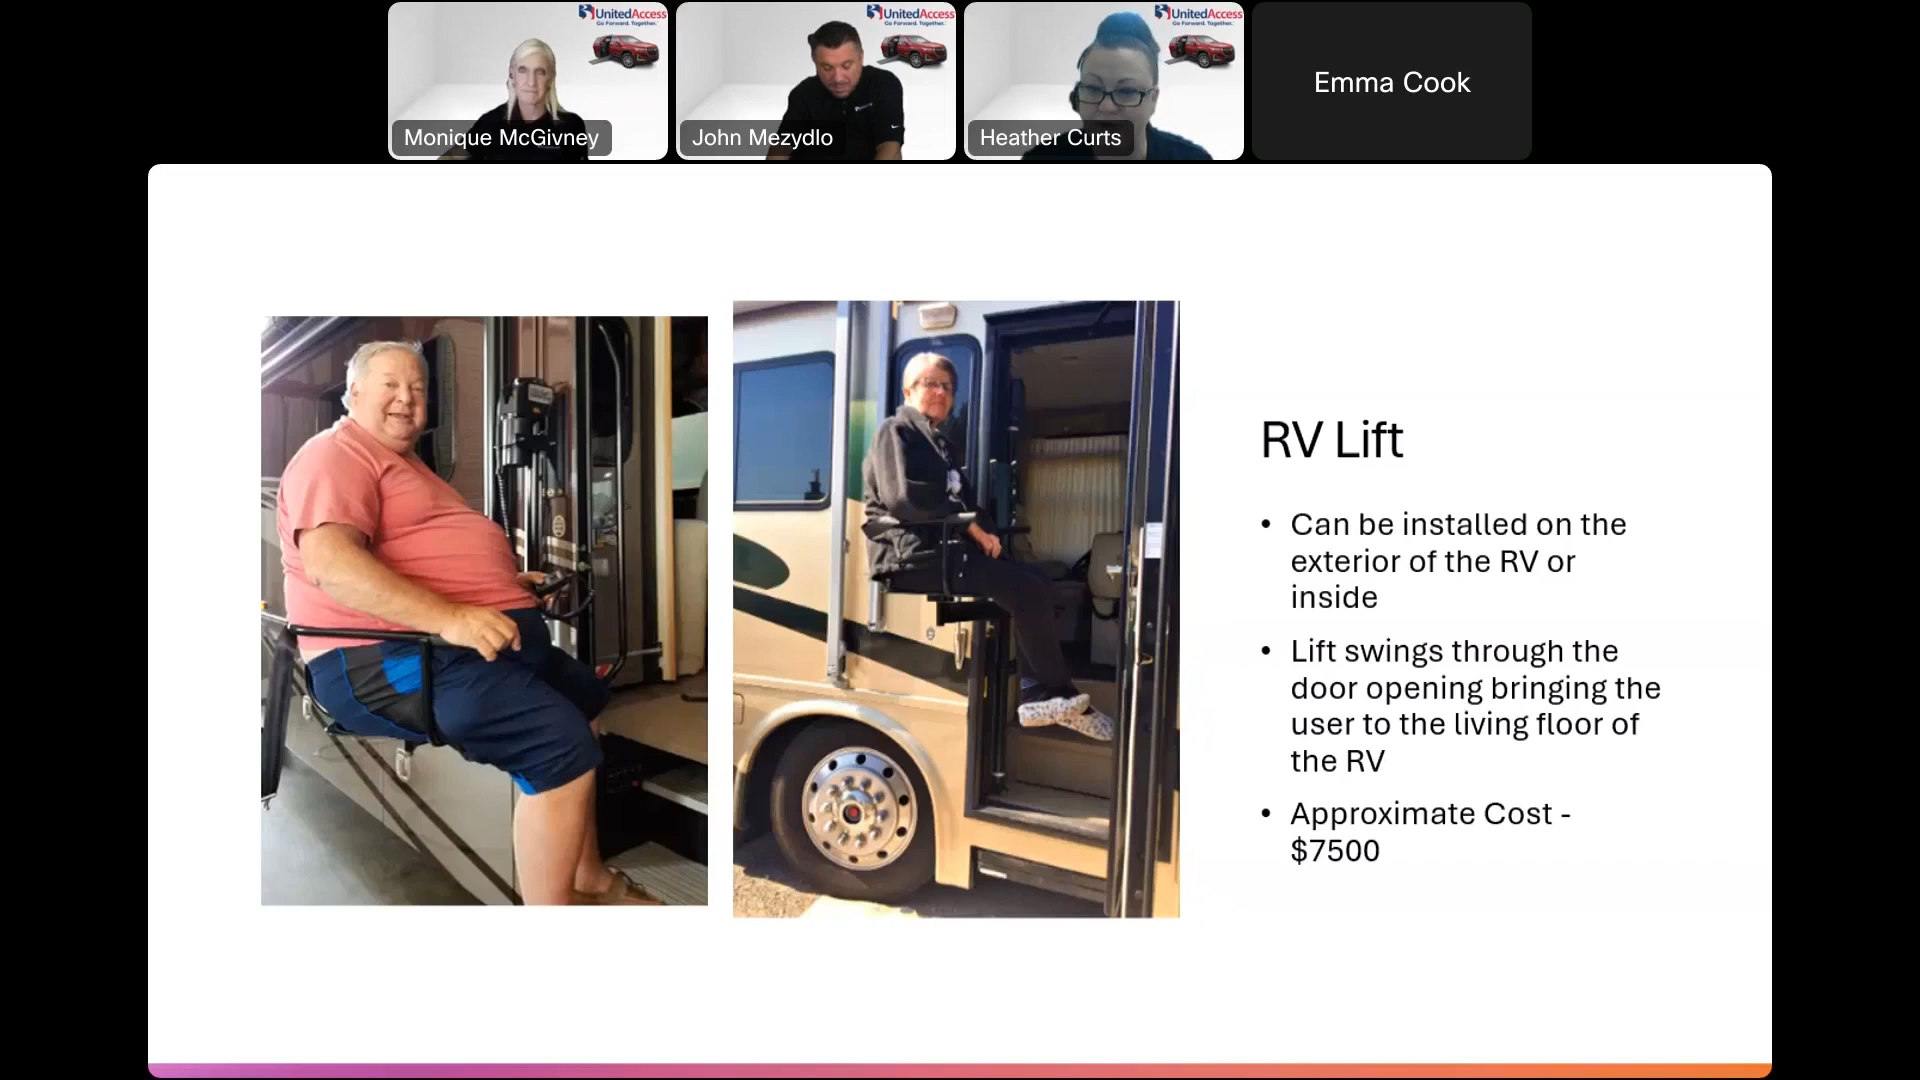 UnitedAccess
Go Forward. Together.
Monique McGivney
UnitedAccess
Go Forward. Together.
John Mezydlo
UnitedAccess
Go Forward. Together.
Heather Curts
Emma Cook
RV Lift
• Can be installed on the
exterior of the RV or
inside
• Lift swings through the
door opening bringing the
user to the living floor of
the RV
• Approximate Cost -
$7500